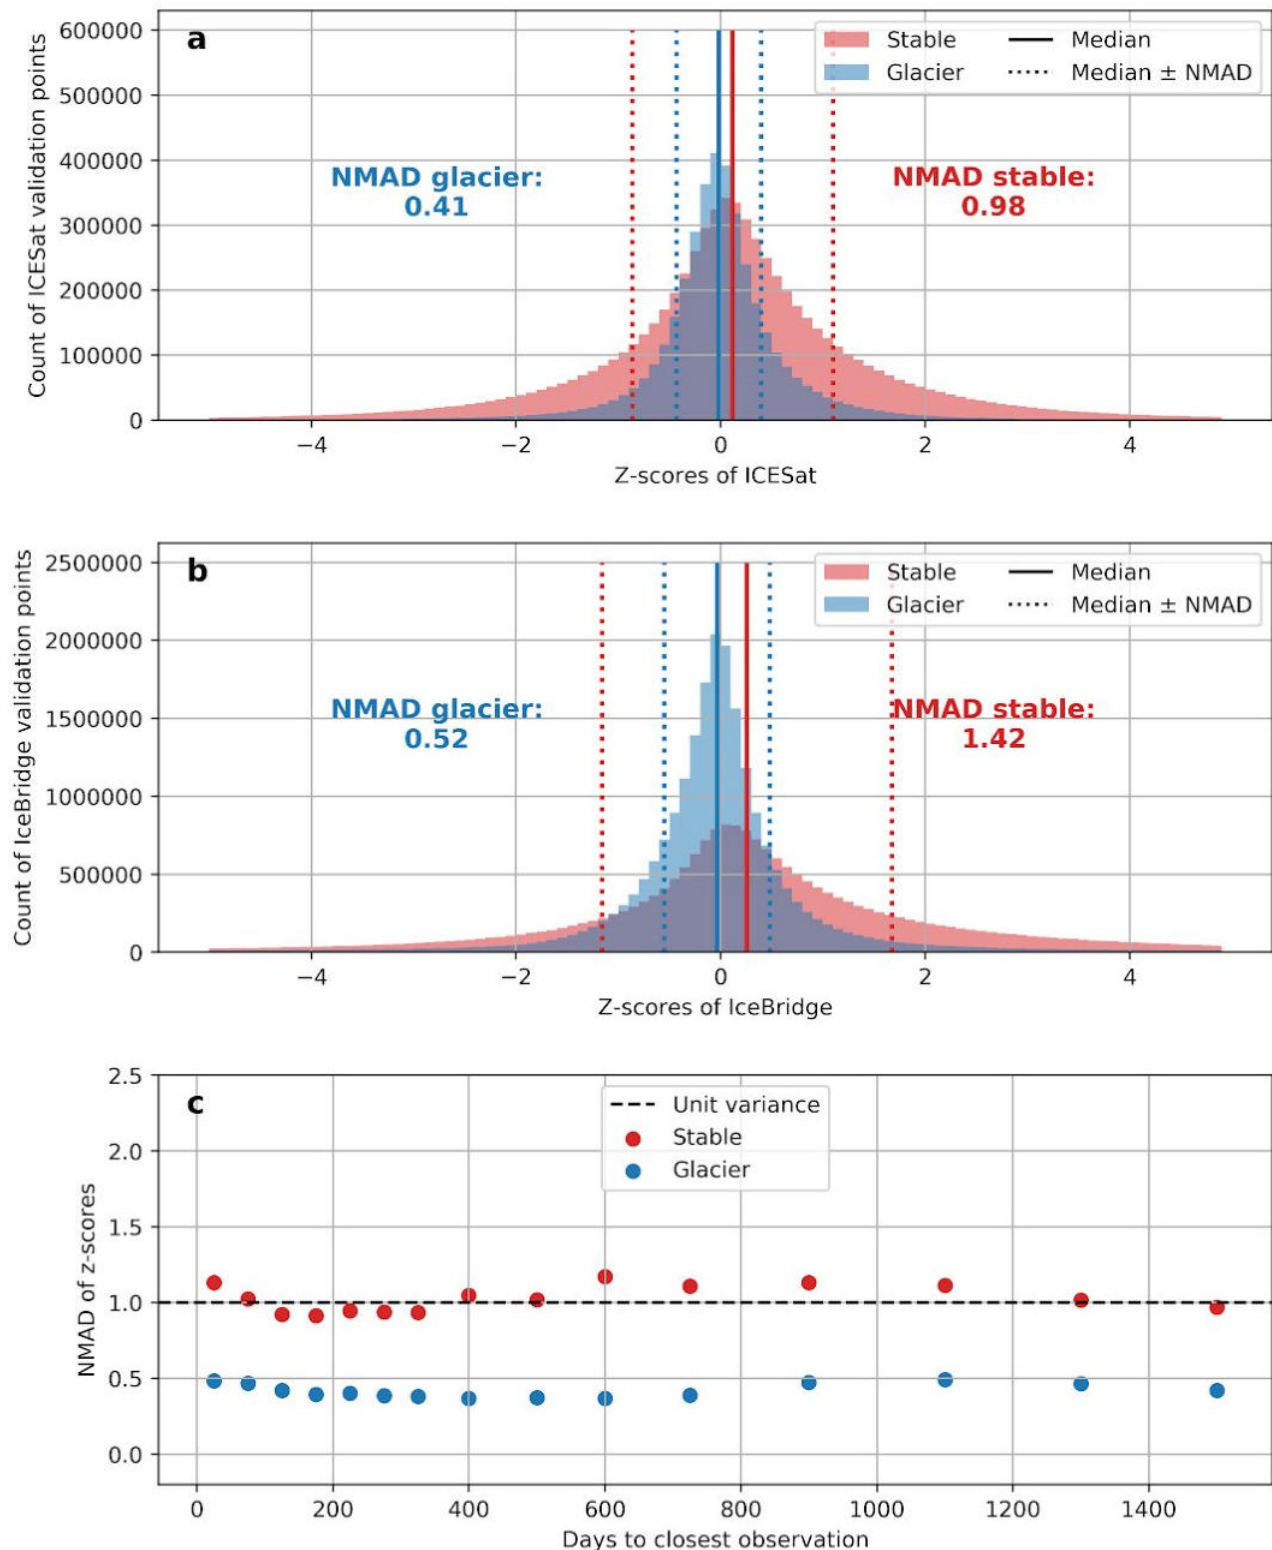 a
600000
500000
400000
300000
200000
100000
0
Count of ICESat validation points
Stable
Glacier
Median
Median ± NMAD
NMAD glacier:
0.41
NMAD stable:
0.98
−4
−2
0
2
4
Z-scores of ICESat
b
2500000
2000000
1500000
1000000
500000
0
Count of IceBridge validation points
Stable
Glacier
Median
Median ± NMAD
NMAD glacier:
0.52
NMAD stable:
1.42
−4
−2
0
2
4
Z-scores of IceBridge
c
2.5
2.0
1.5
1.0
0.5
0.0
NMAD of z-scores
Unit variance
Stable
Glacier
0
200
400
600
800
1000
1200
1400
Days to closest observation